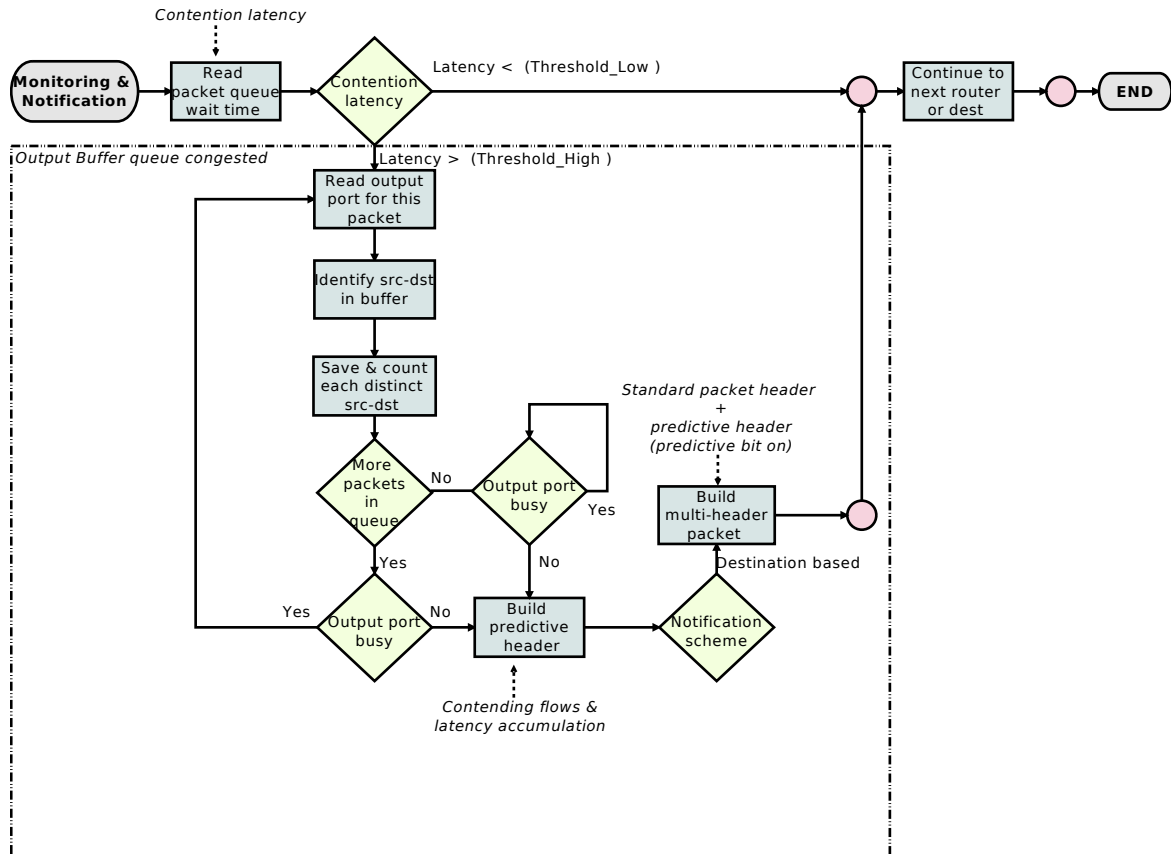 Contention latency
Monitoring &
Notification
Read
packet queue
wait time
Contention
latency
Latency <  (Threshold_Low )
Continue to
next router
or dest
END
Output Buffer queue congested
Latency >  (Threshold_High )
Read output
port for this
packet
Identify src-dst
in buffer
Save & count
each distinct
src-dst
More
packets
in
queue
No
Output port
busy
Yes
Standard packet header
+
predictive header
(predictive bit on)
Build
multi-header
packet
Destination based
Yes
No
Yes
Output port
busy
No
Build
predictive
header
Notification
scheme
Contending flows &
latency accumulation